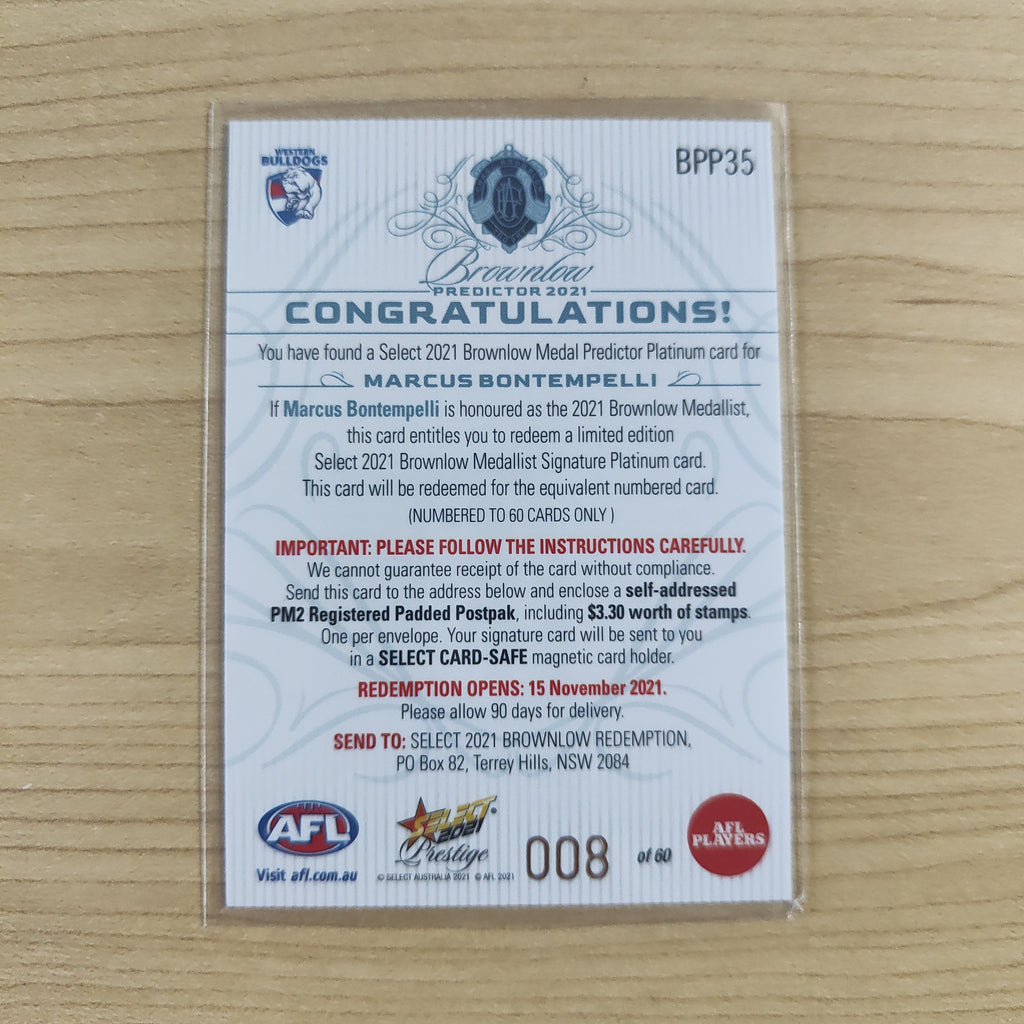 WESTERN
BULLDOGS
BPP35
Brownlow
PREDICTOR 2021
CONGRATULATIONS!
You have found a Select 2021 Brownlow Medal Predictor Platinum card for
MARCUS BONTEMPELLI
If Marcus Bontempelli is honoured as the 2021 Brownlow Medallist,
this card entitles you to redeem a limited edition
Select 2021 Brownlow Medallist Signature Platinum card.
This card will be redeemed for the equivalent numbered card.
(NUMBERED TO 60 CARDS ONLY )
IMPORTANT: PLEASE FOLLOW THE INSTRUCTIONS CAREFULLY.
We cannot guarantee receipt of the card without compliance.
Send this card to the address below and enclose a self-addressed
PM2 Registered Padded Postpak, including $3.30 worth of stamps.
One per envelope. Your signature card will be sent to you
in a SELECT CARD-SAFE magnetic card holder.
REDEMPTION OPENS: 15 November 2021.
Please allow 90 days for delivery.
SEND TO: SELECT 2021 BROWNLOW REDEMPTION,
PO Box 82, Terrey Hills, NSW 2084
AFL
Visit afl.com.au
SELECT
2021
Prestige
© SELECT AUSTRALIA 2021 © AFL 2021
008 of 60
AFL
PLAYERS